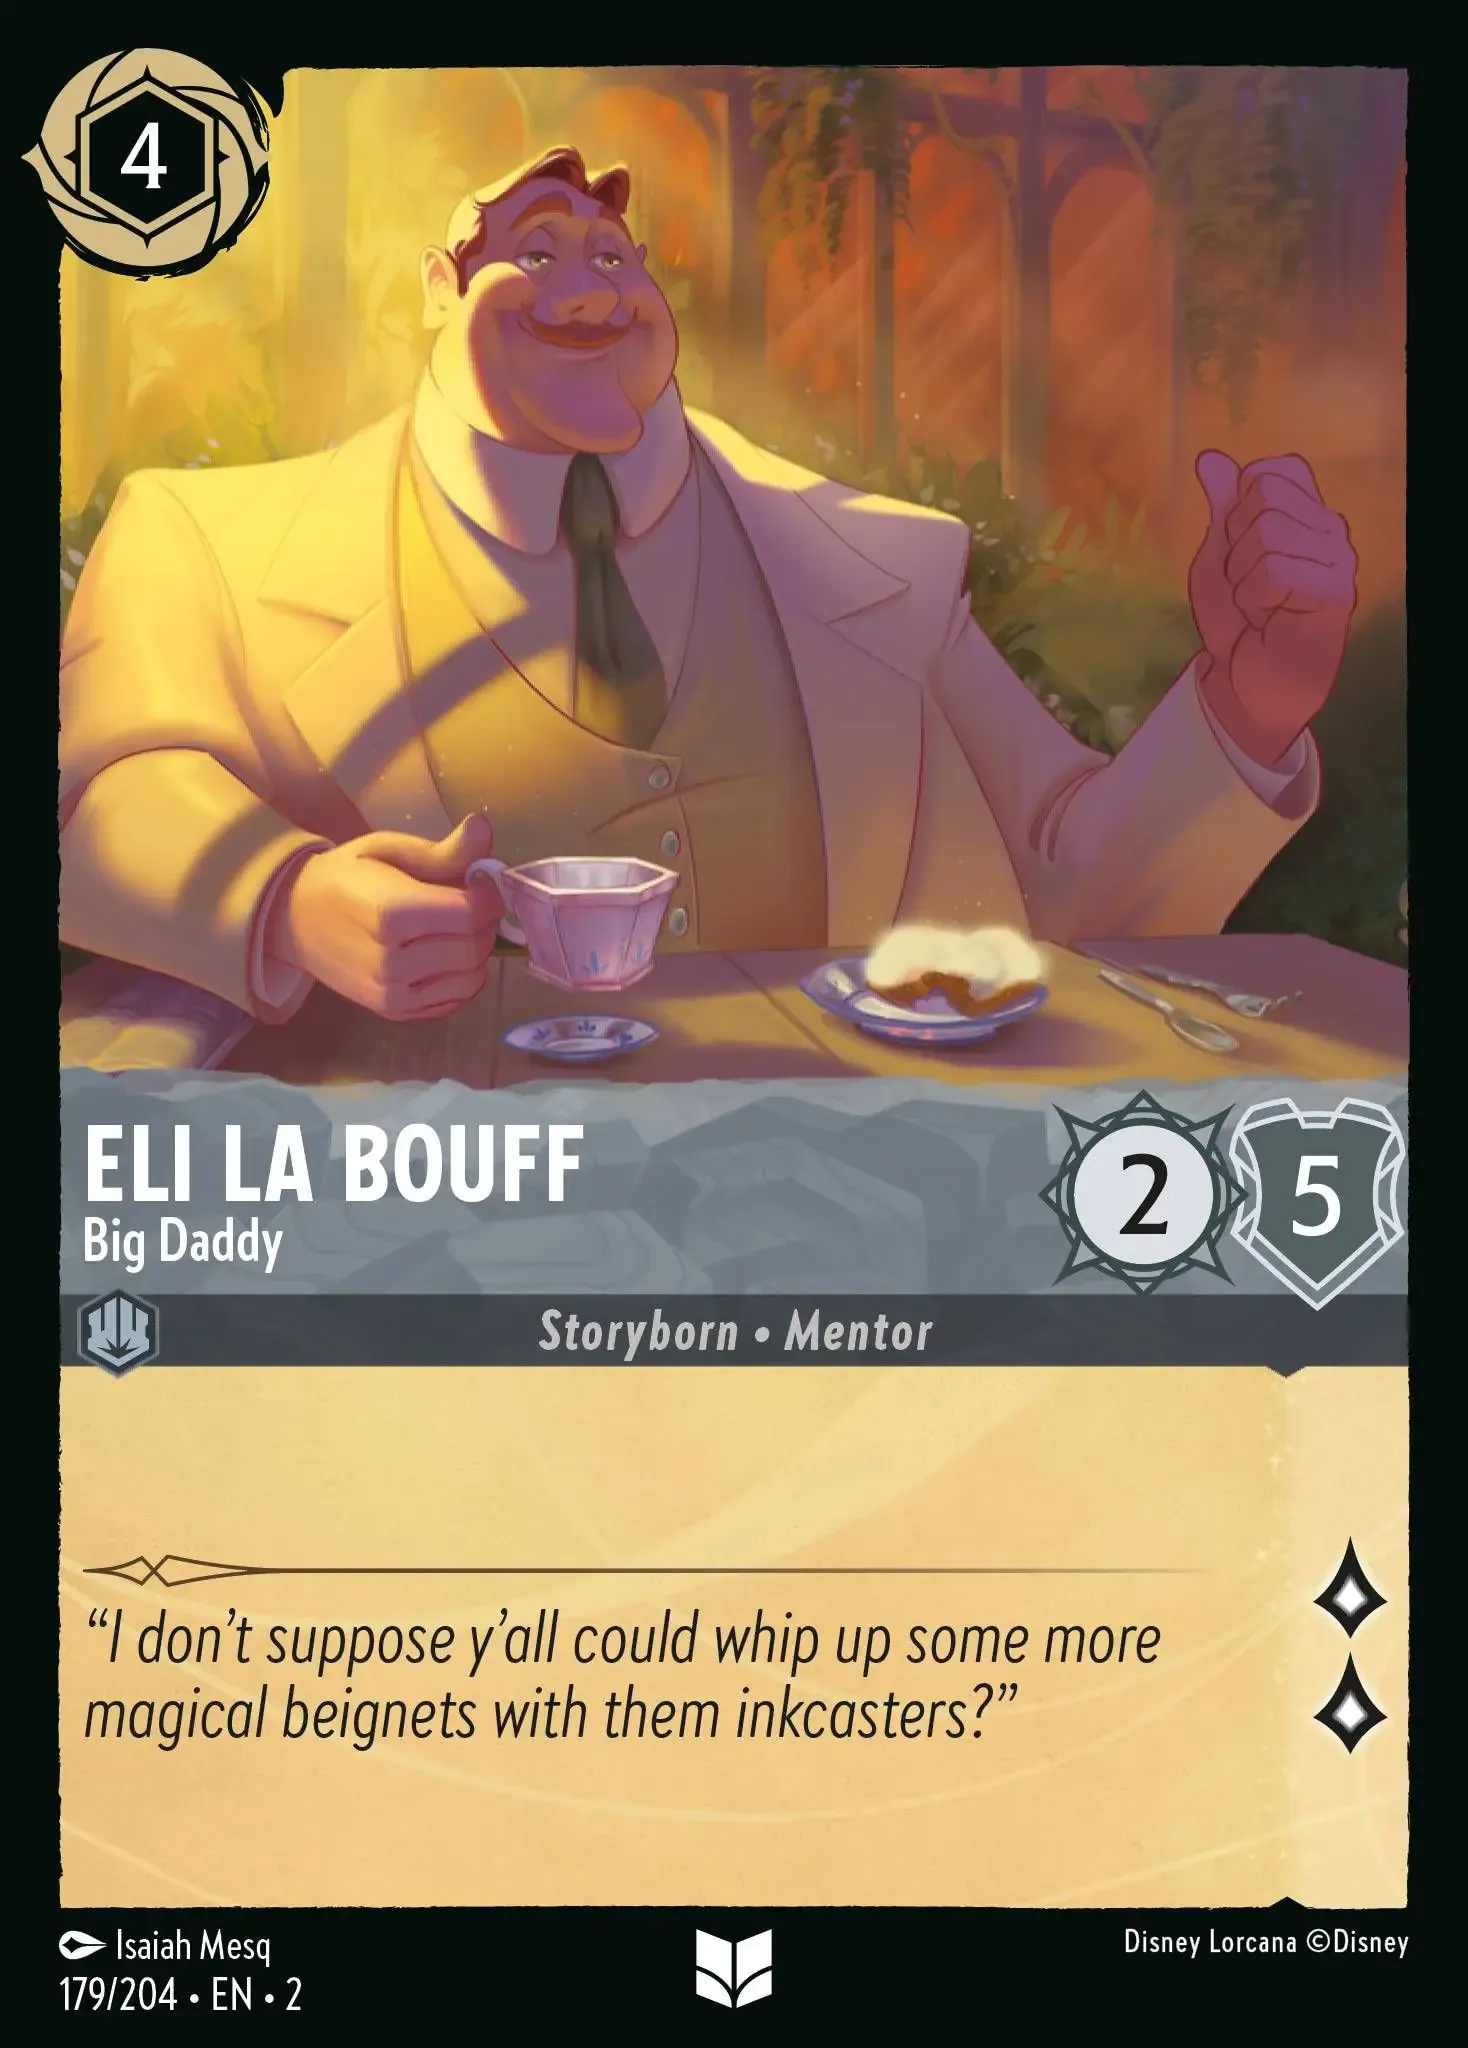 4
ELI LA BOUFF
Big Daddy
2
5
Storyborn • Mentor
“I don’t suppose y’all could whip up some more
magical beignets with them inkcasters?”
Isaiah Mesq
179/204 • EN • 2
Disney Lorcana ©Disney